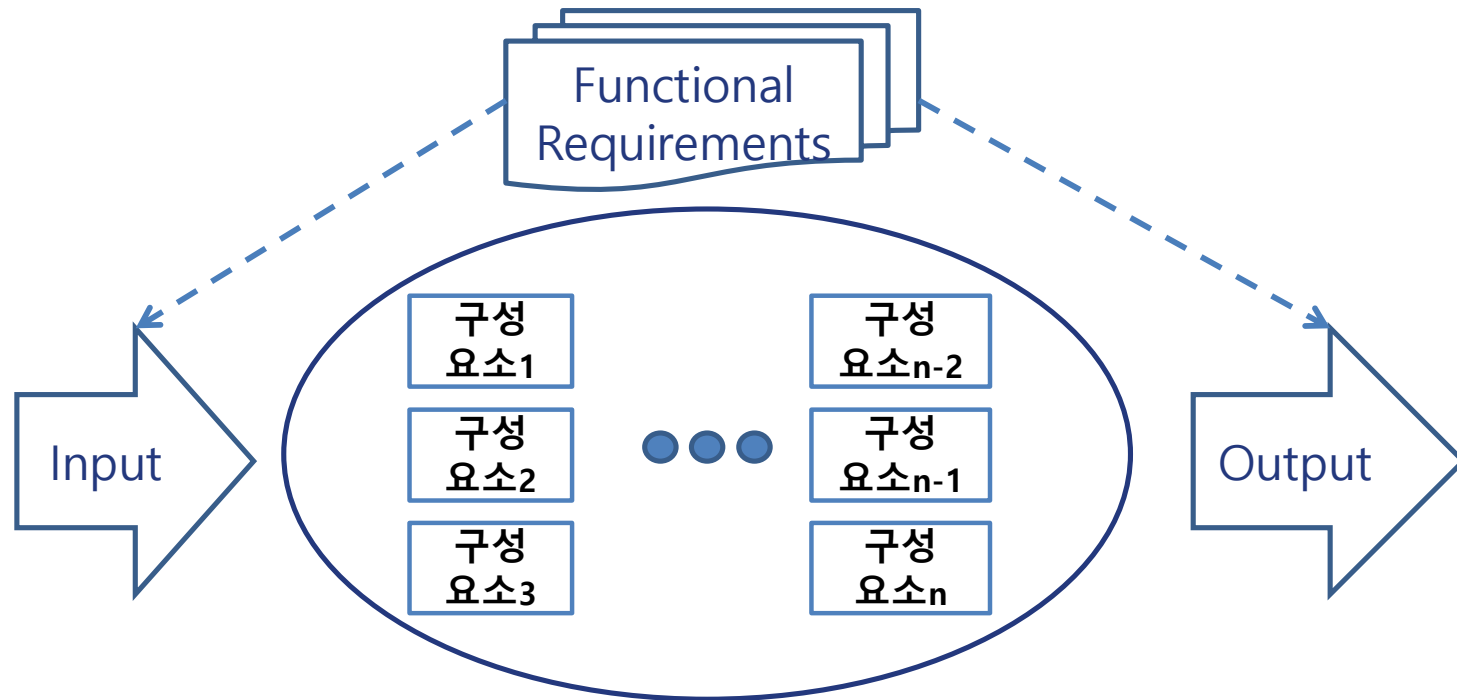 Functional
Requirements
구성
요소1
구성
요소n-2
Input
구성
요소2
구성
요소n-1
Output
구성
요소3
구성
요소n